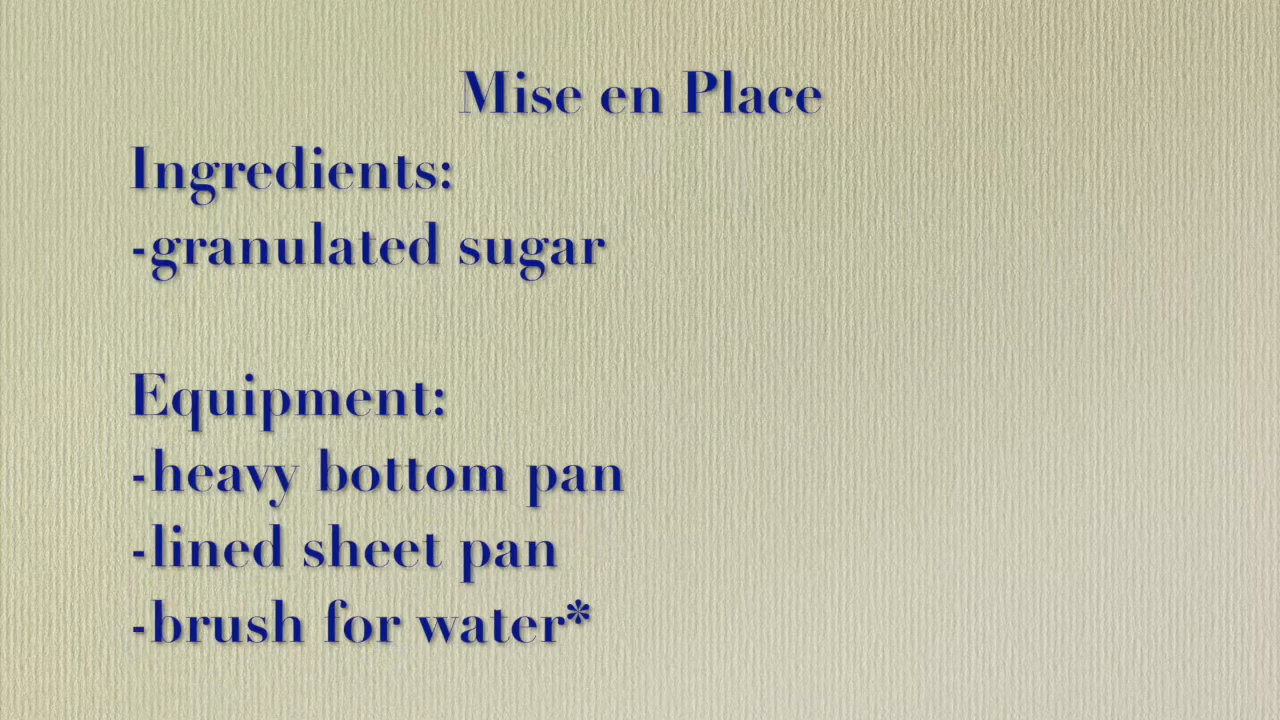 Mise en Place
Ingredients:
-granulated sugar
Equipment:
-heavy bottom pan
-lined sheet pan
-brush for water*